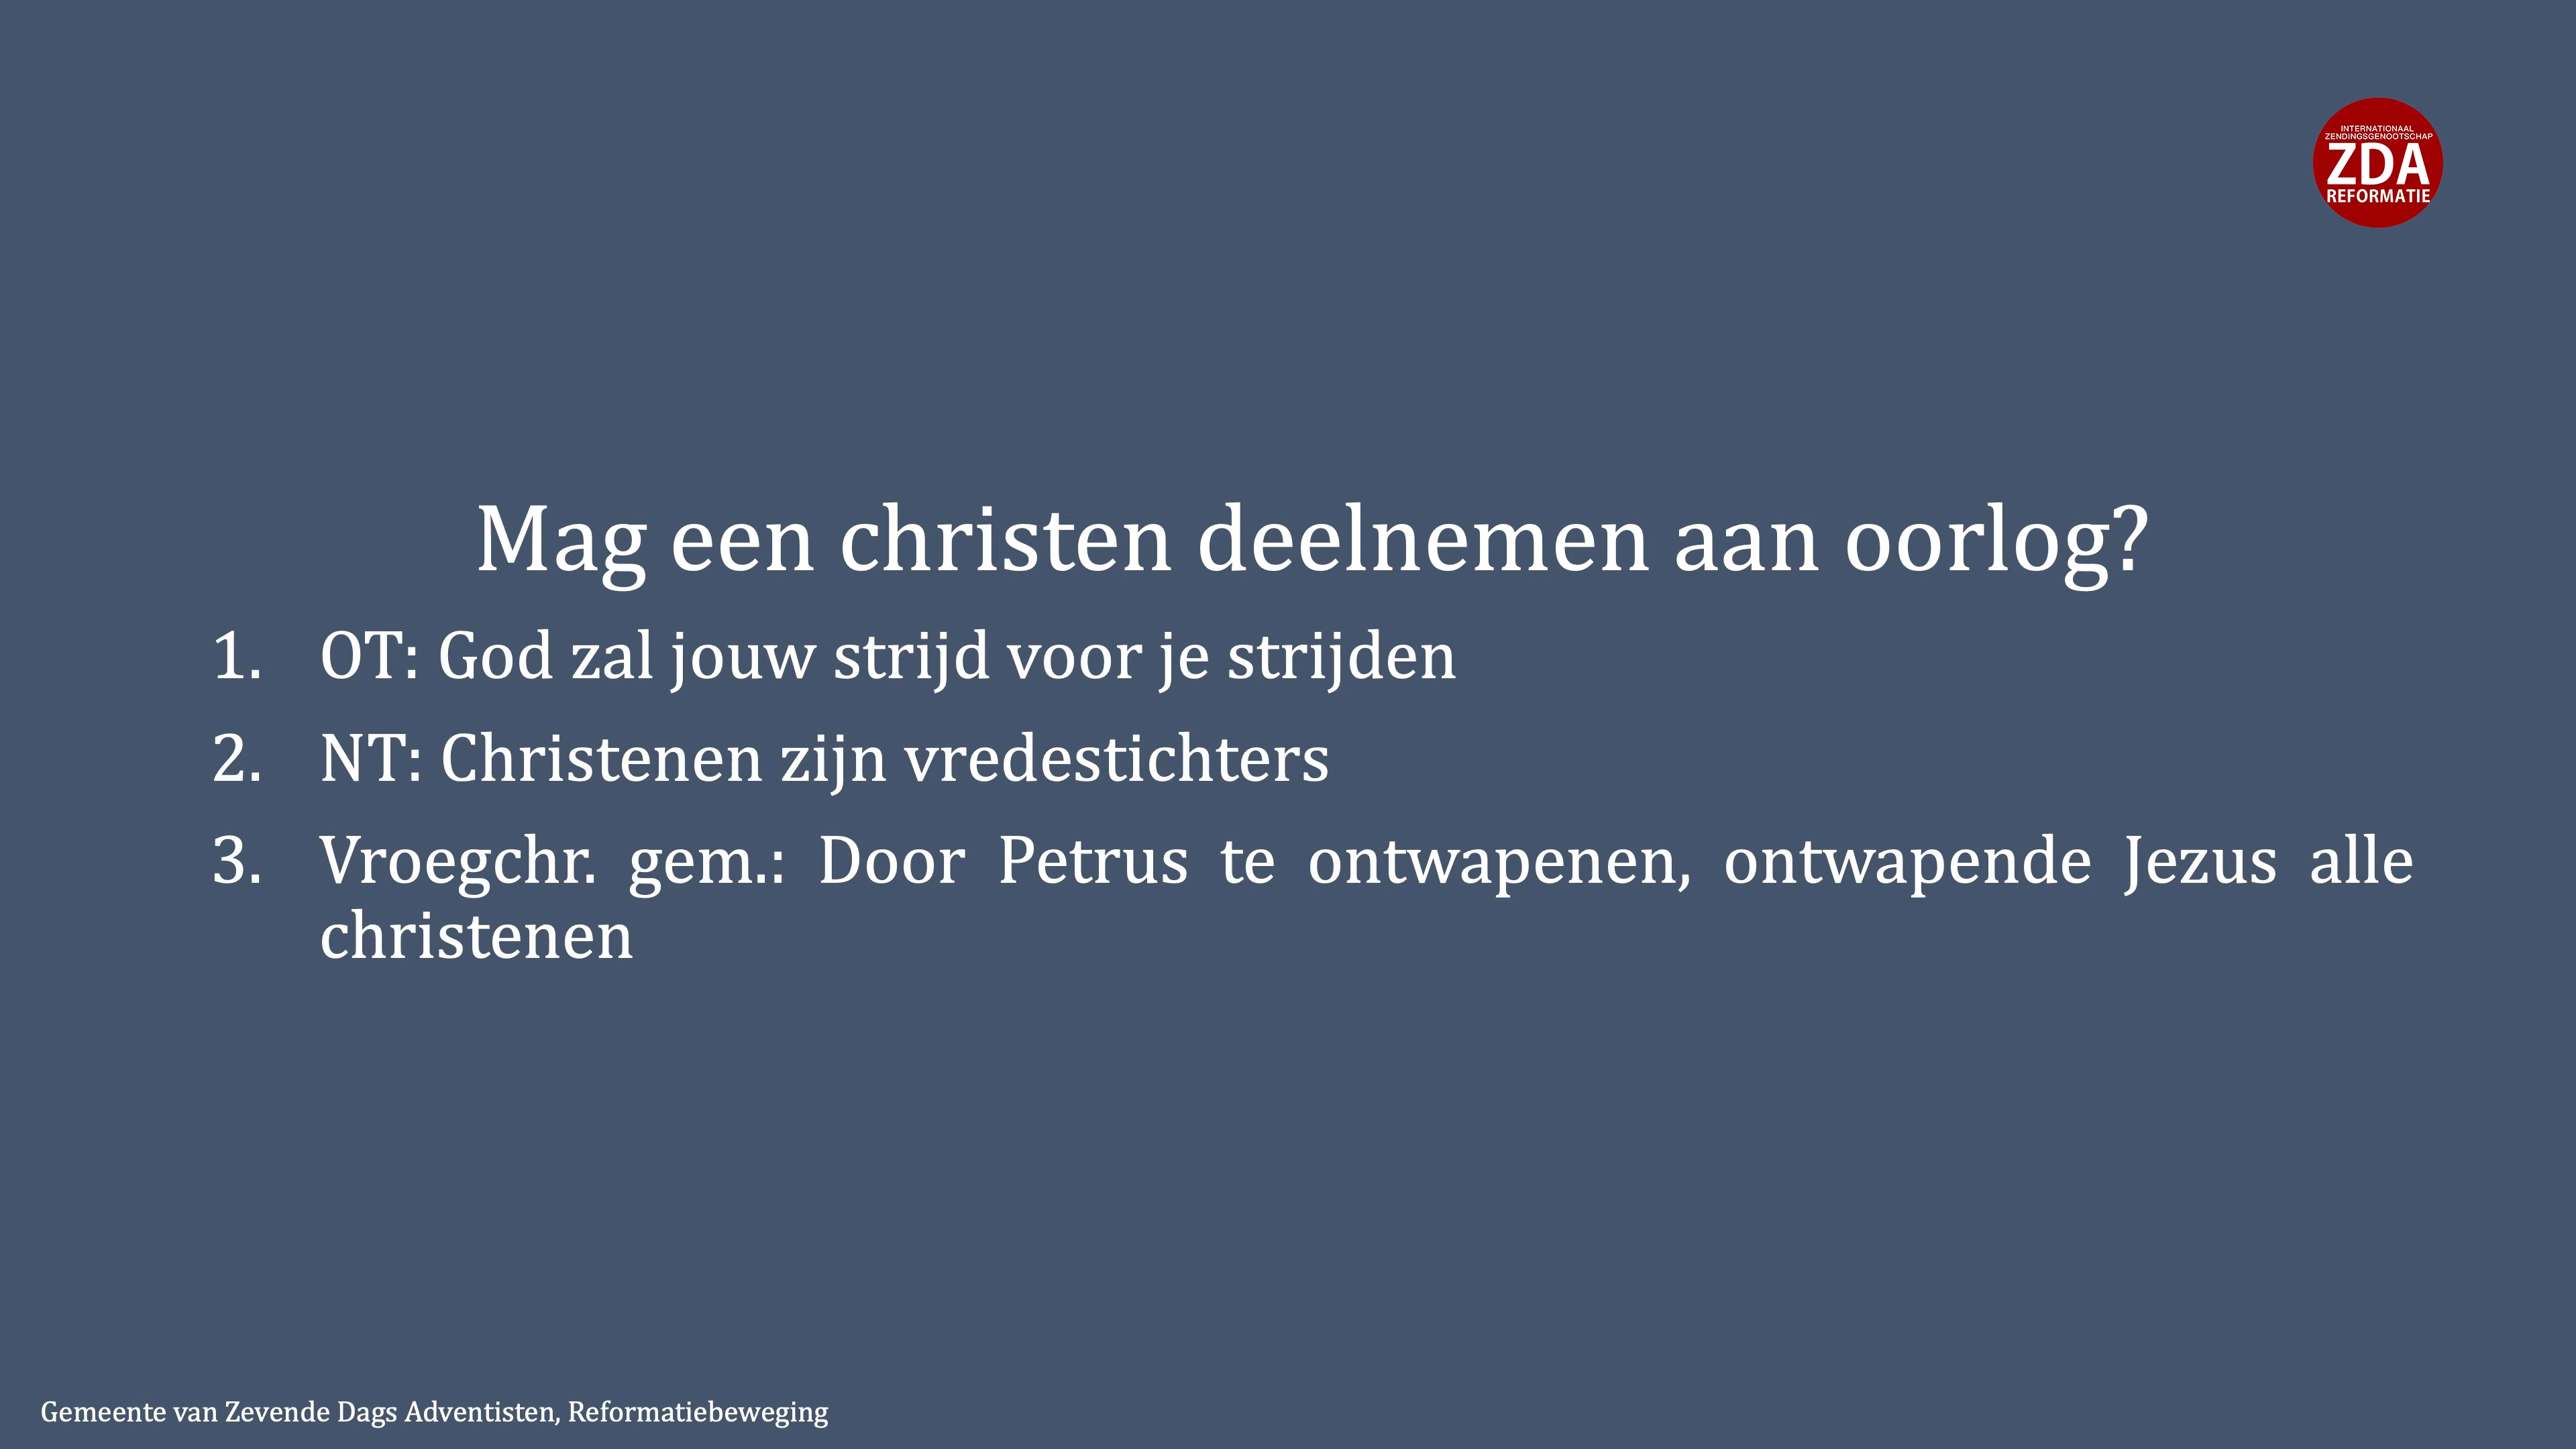 INTERNATIONAAL
ZENDINGSGENOOTSCHAP
ZDA
REFORMATIE
Mag een christen deelnemen aan oorlog?
1. OT: God zal jouw strijd voor je strijden
2. NT: Christenen zijn vredestichters
3. Vroegchr. gem.: Door Petrus te ontwapenen, ontwapende Jezus alle
christenen
Gemeente van Zevende Dags Adventisten, Reformatiebeweging